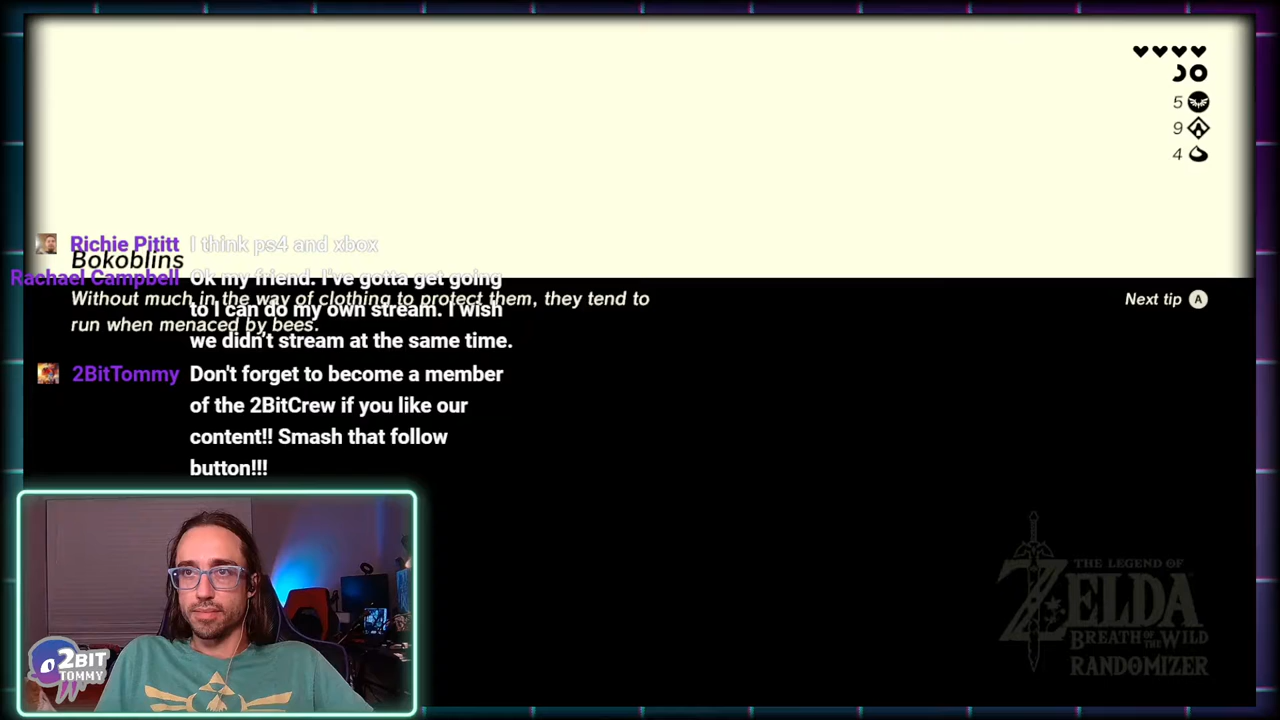 5
9
4
Richie Pititt I think ps4 and xbox
Bokoblins
Rachael Campbell Ok my friend. I've gotta get going
Without much in the way of clothing to protect them, they tend to
Next tip A
to I can do my own stream. I wish
run when menaced by bees.
we didn't stream at the same time.
2BitTommy Don't forget to become a member
of the 2BitCrew if you like our
content!! Smash that follow
button!!!
THE LEGEND OF
ZELDA
BREATH OF THE WILD
RANDOMIZER
2BIT
TOMMY